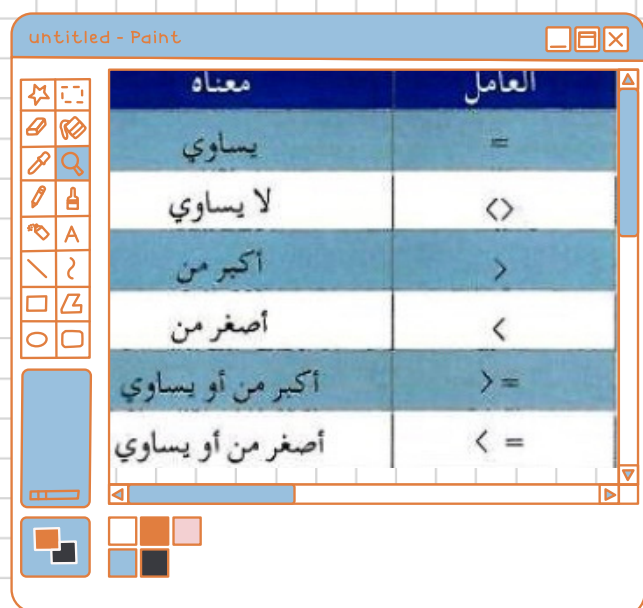 untitled - Paint
العامل معناه
= يساوي
<> لا يساوي
> أكبر من
< أصغر من
>= أكبر من أو يساوي
<= أصغر من أو يساوي
A